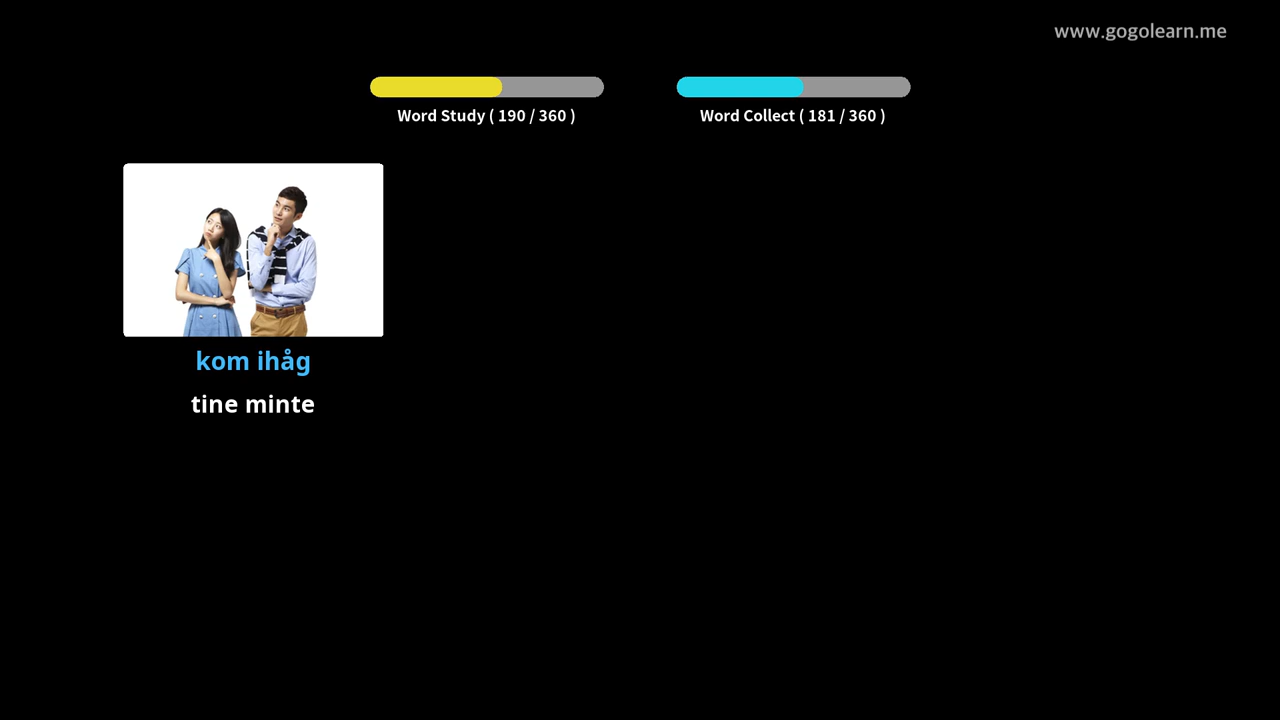 www.gogolearn.me
Word Study ( 190 / 360 )
Word Collect ( 181 / 360 )
kom ihåg
tine minte